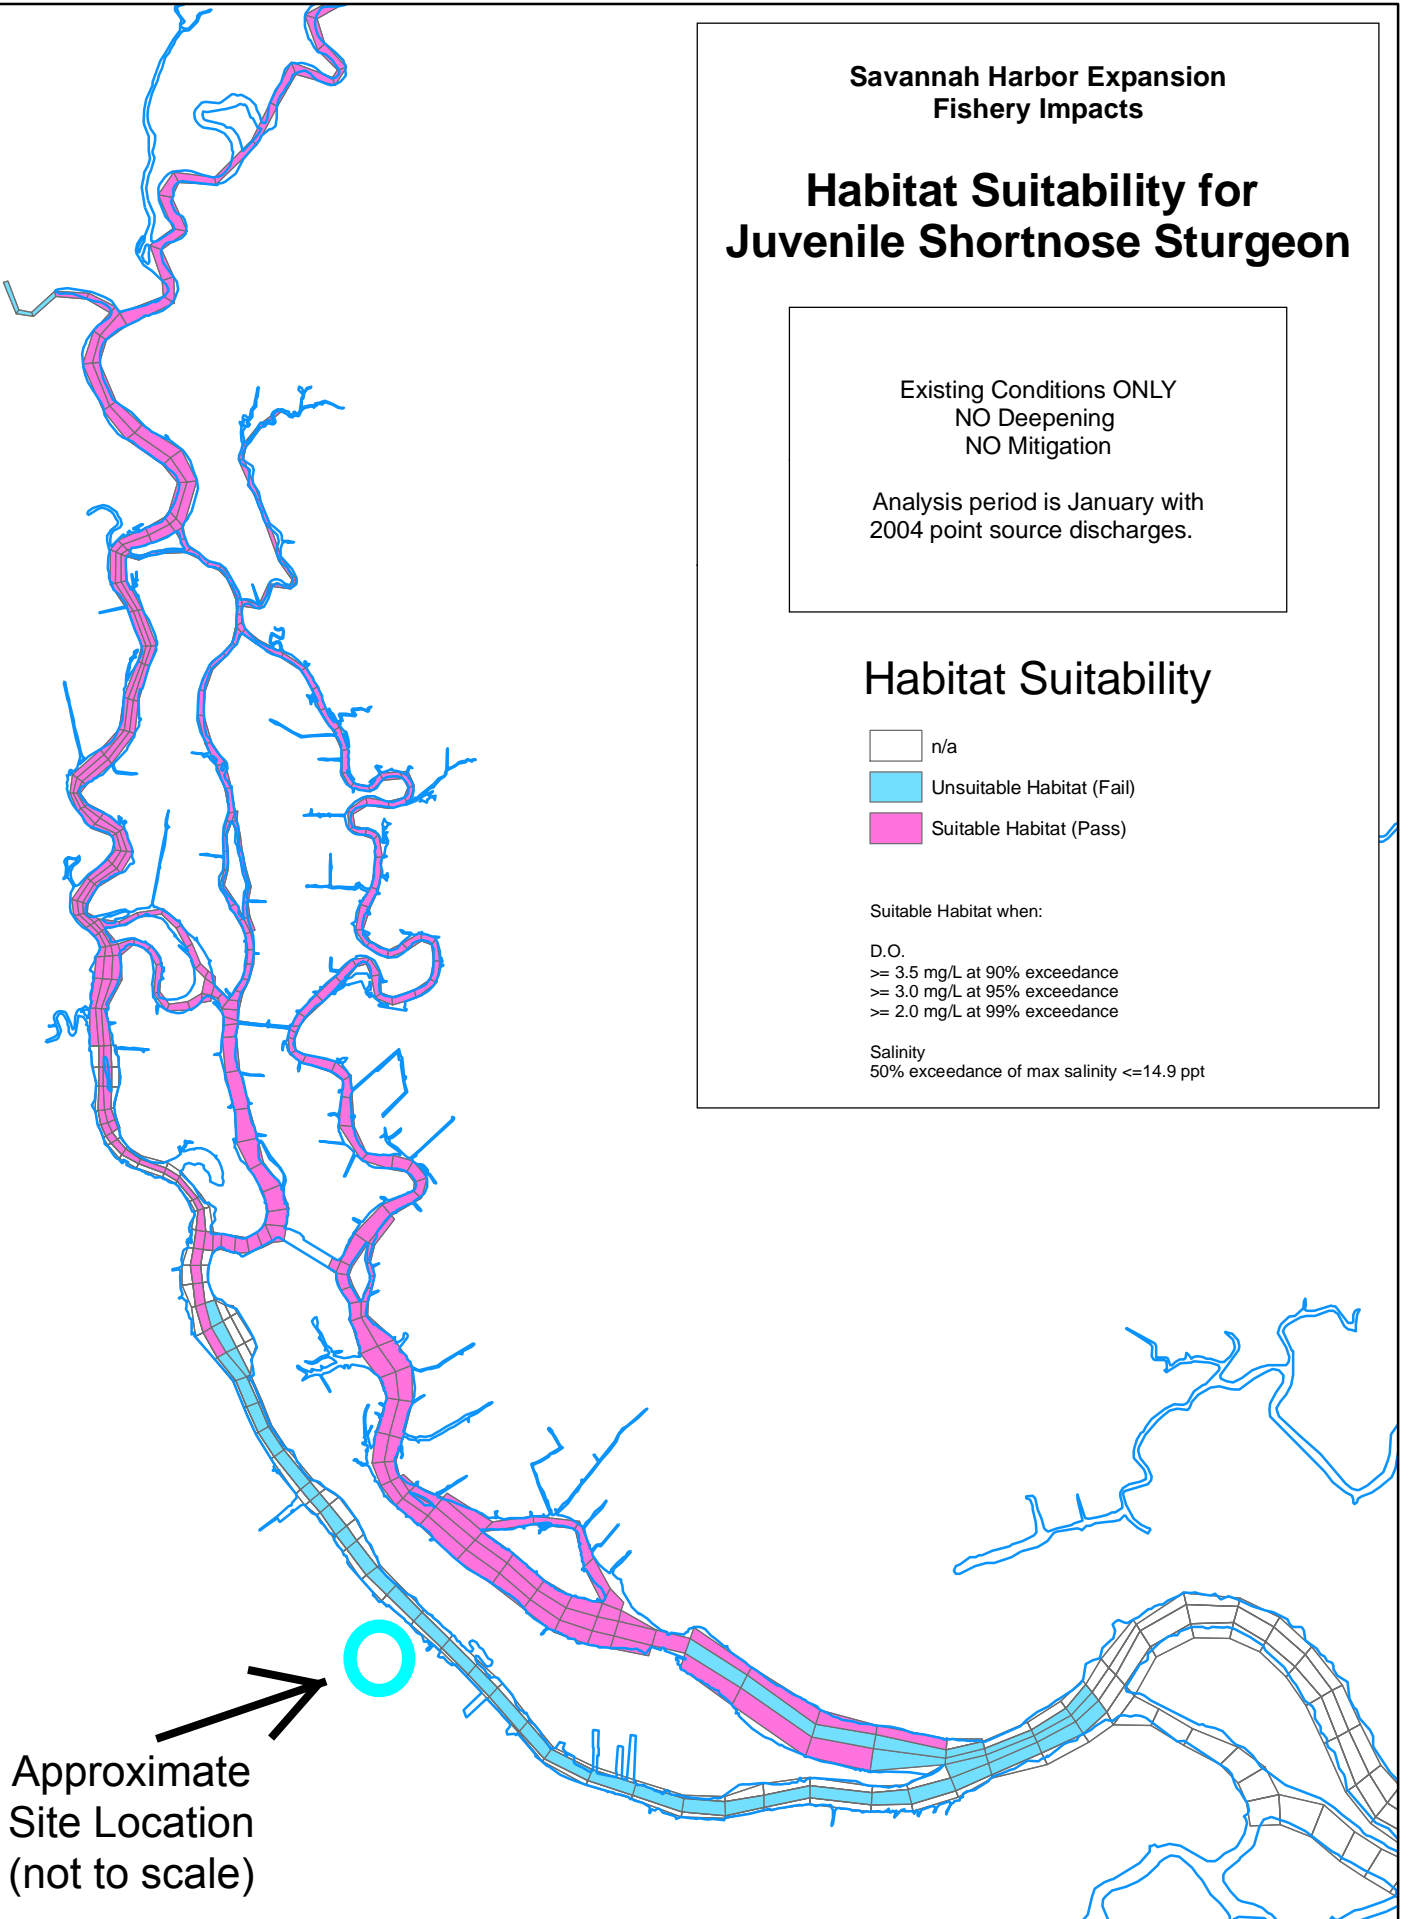 Savannah Harbor Expansion
Fishery Impacts
Habitat Suitability for
Juvenile Shortnose Sturgeon
Existing Conditions ONLY
NO Deepening
NO Mitigation
Analysis period is January with
2004 point source discharges.
Habitat Suitability
n/a
Unsuitable Habitat (Fail)
Suitable Habitat (Pass)
Suitable Habitat when:
D.O.
>= 3.5 mg/L at 90% exceedance
>= 3.0 mg/L at 95% exceedance
>= 2.0 mg/L at 99% exceedance
Salinity
50% exceedance of max salinity <=14.9 ppt
Approximate
Site Location
(not to scale)